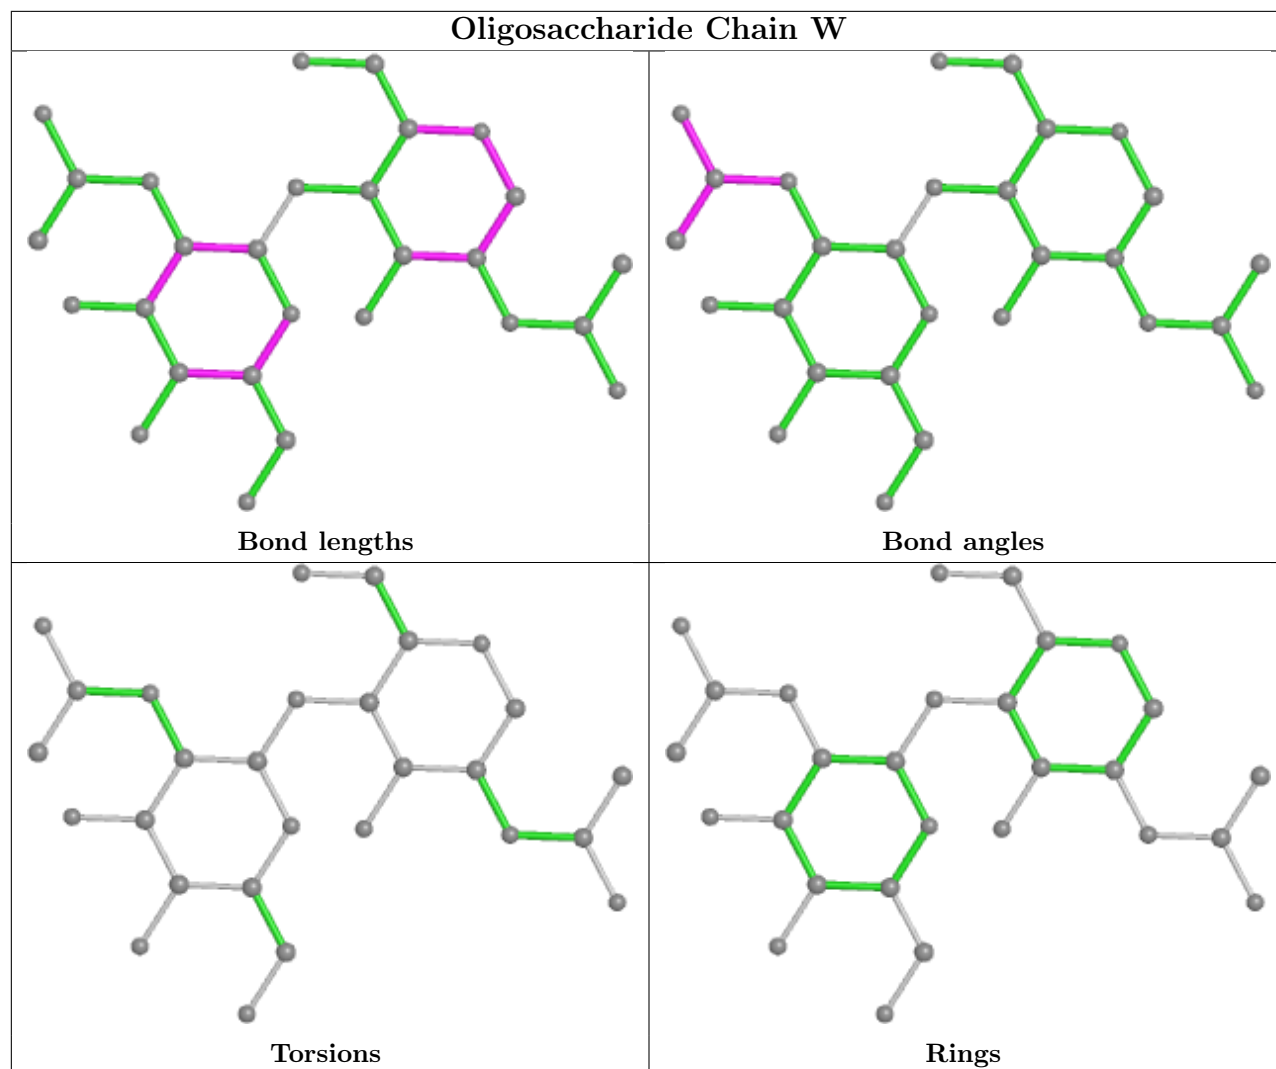 Oligosaccharide Chain W
Bond lengths
Bond angles
Torsions
Rings